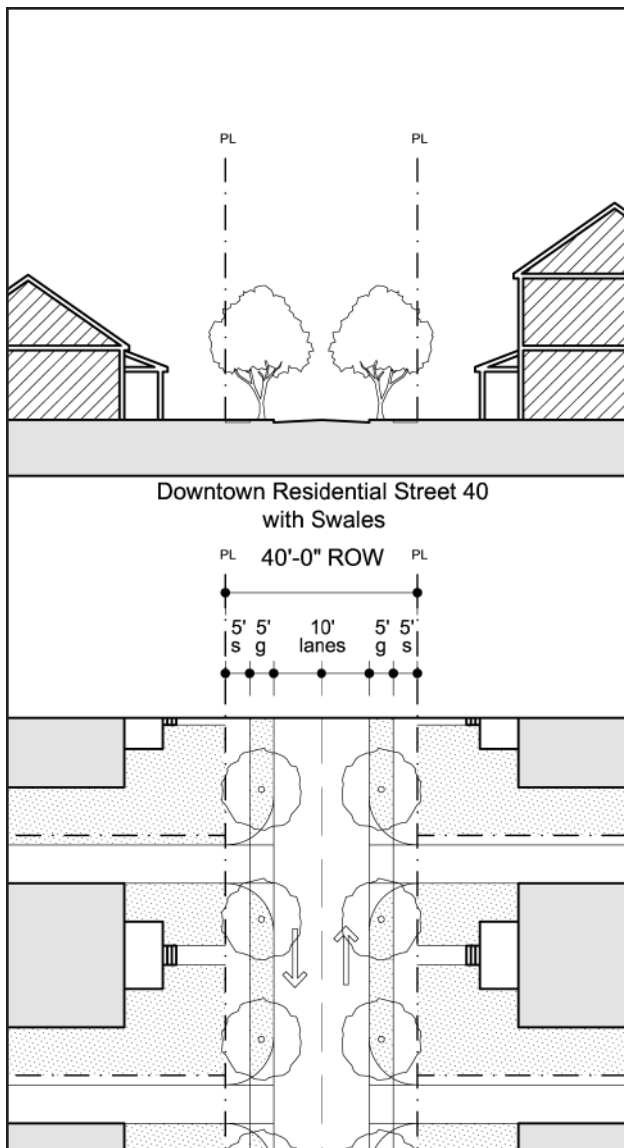 PL PL
Downtown Residential Street 40
with Swales
PL 40'-0" ROW PL
5' 5' 10' 5' 5'
s g lanes g s